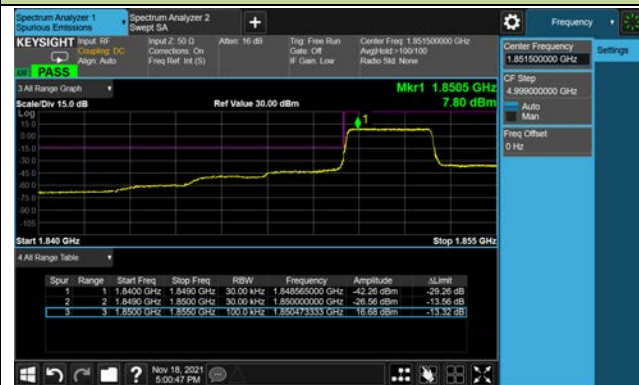 Spectrum Analyzer 1
Spurious Emissions
Spectrum Analyzer 2
Swept SA
+
Frequency
KEYSIGHT
Input: RF
Coupling: DC
Align: Auto
Input Z: 50 Ω
Corrections: On
Freq Ref: Int (S)
Atten: 16 dB
Trig: Free Run
Gate: Off
IF Gain: Low
Center Freq: 1.851500000 GHz
Avg|Hold:>100/100
Radio Std: None
PASS
Center Frequency
1.851500000 GHz
Settings
CF Step
4.999000000 GHz
Auto
Man
Freq Offset
0 Hz
3 All Range Graph
Mkr1 1.8505 GHz
7.80 dBm
Scale/Div 15.0 dB
Ref Value 30.00 dBm
Log
15.0
0.00
-15.0
-30.0
-45.0
-60.0
-75.0
-90.0
-105
1
Start 1.840 GHz
Stop 1.855 GHz
4 All Range Table
Spur Range Start Freq Stop Freq RBW Frequency Amplitude ΔLimit
1 1 1.8400 GHz 1.8490 GHz 30.00 kHz 1.848565000 GHz -42.26 dBm -29.26 dB
2 2 1.8490 GHz 1.8500 GHz 30.00 kHz 1.850000000 GHz -26.56 dBm -13.56 dB
3 3 1.8500 GHz 1.8550 GHz 100.0 kHz 1.850473333 GHz 16.68 dBm -13.32 dB
?
Nov 18, 2021
5:00:47 PM